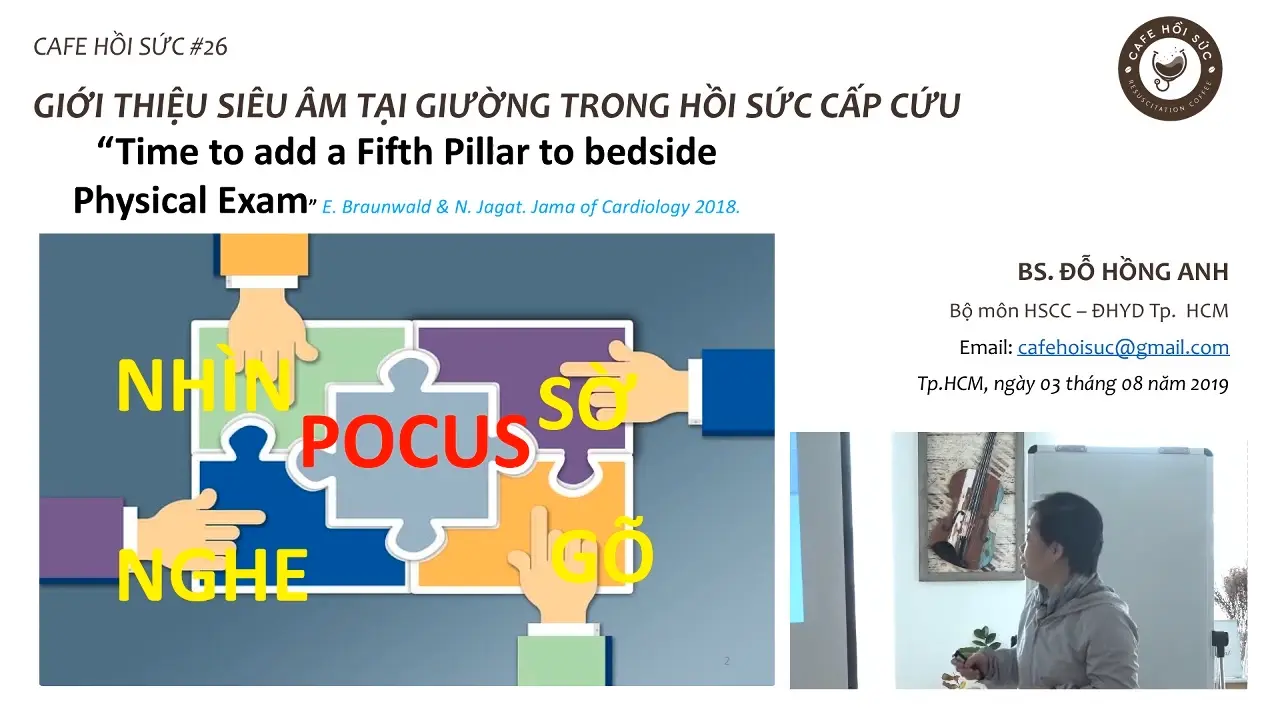 CAFE HỒI SỨC #26
CAFE HỒI SỨC
RESUSCITATION COFFEE
GIỚI THIỆU SIÊU ÂM TẠI GIƯỜNG TRONG HỒI SỨC CẤP CỨU
“Time to add a Fifth Pillar to bedside
Physical Exam” E. Braunwald & N. Jagat. Jama of Cardiology 2018.
BS. ĐỖ HỒNG ANH
Bộ môn HSCC – ĐHYD Tp. HCM
Email: cafehoisuc@gmail.com
Tp.HCM, ngày 03 tháng 08 năm 2019
NHÌN
SỜ
POCUS
NGHE
GÕ
2